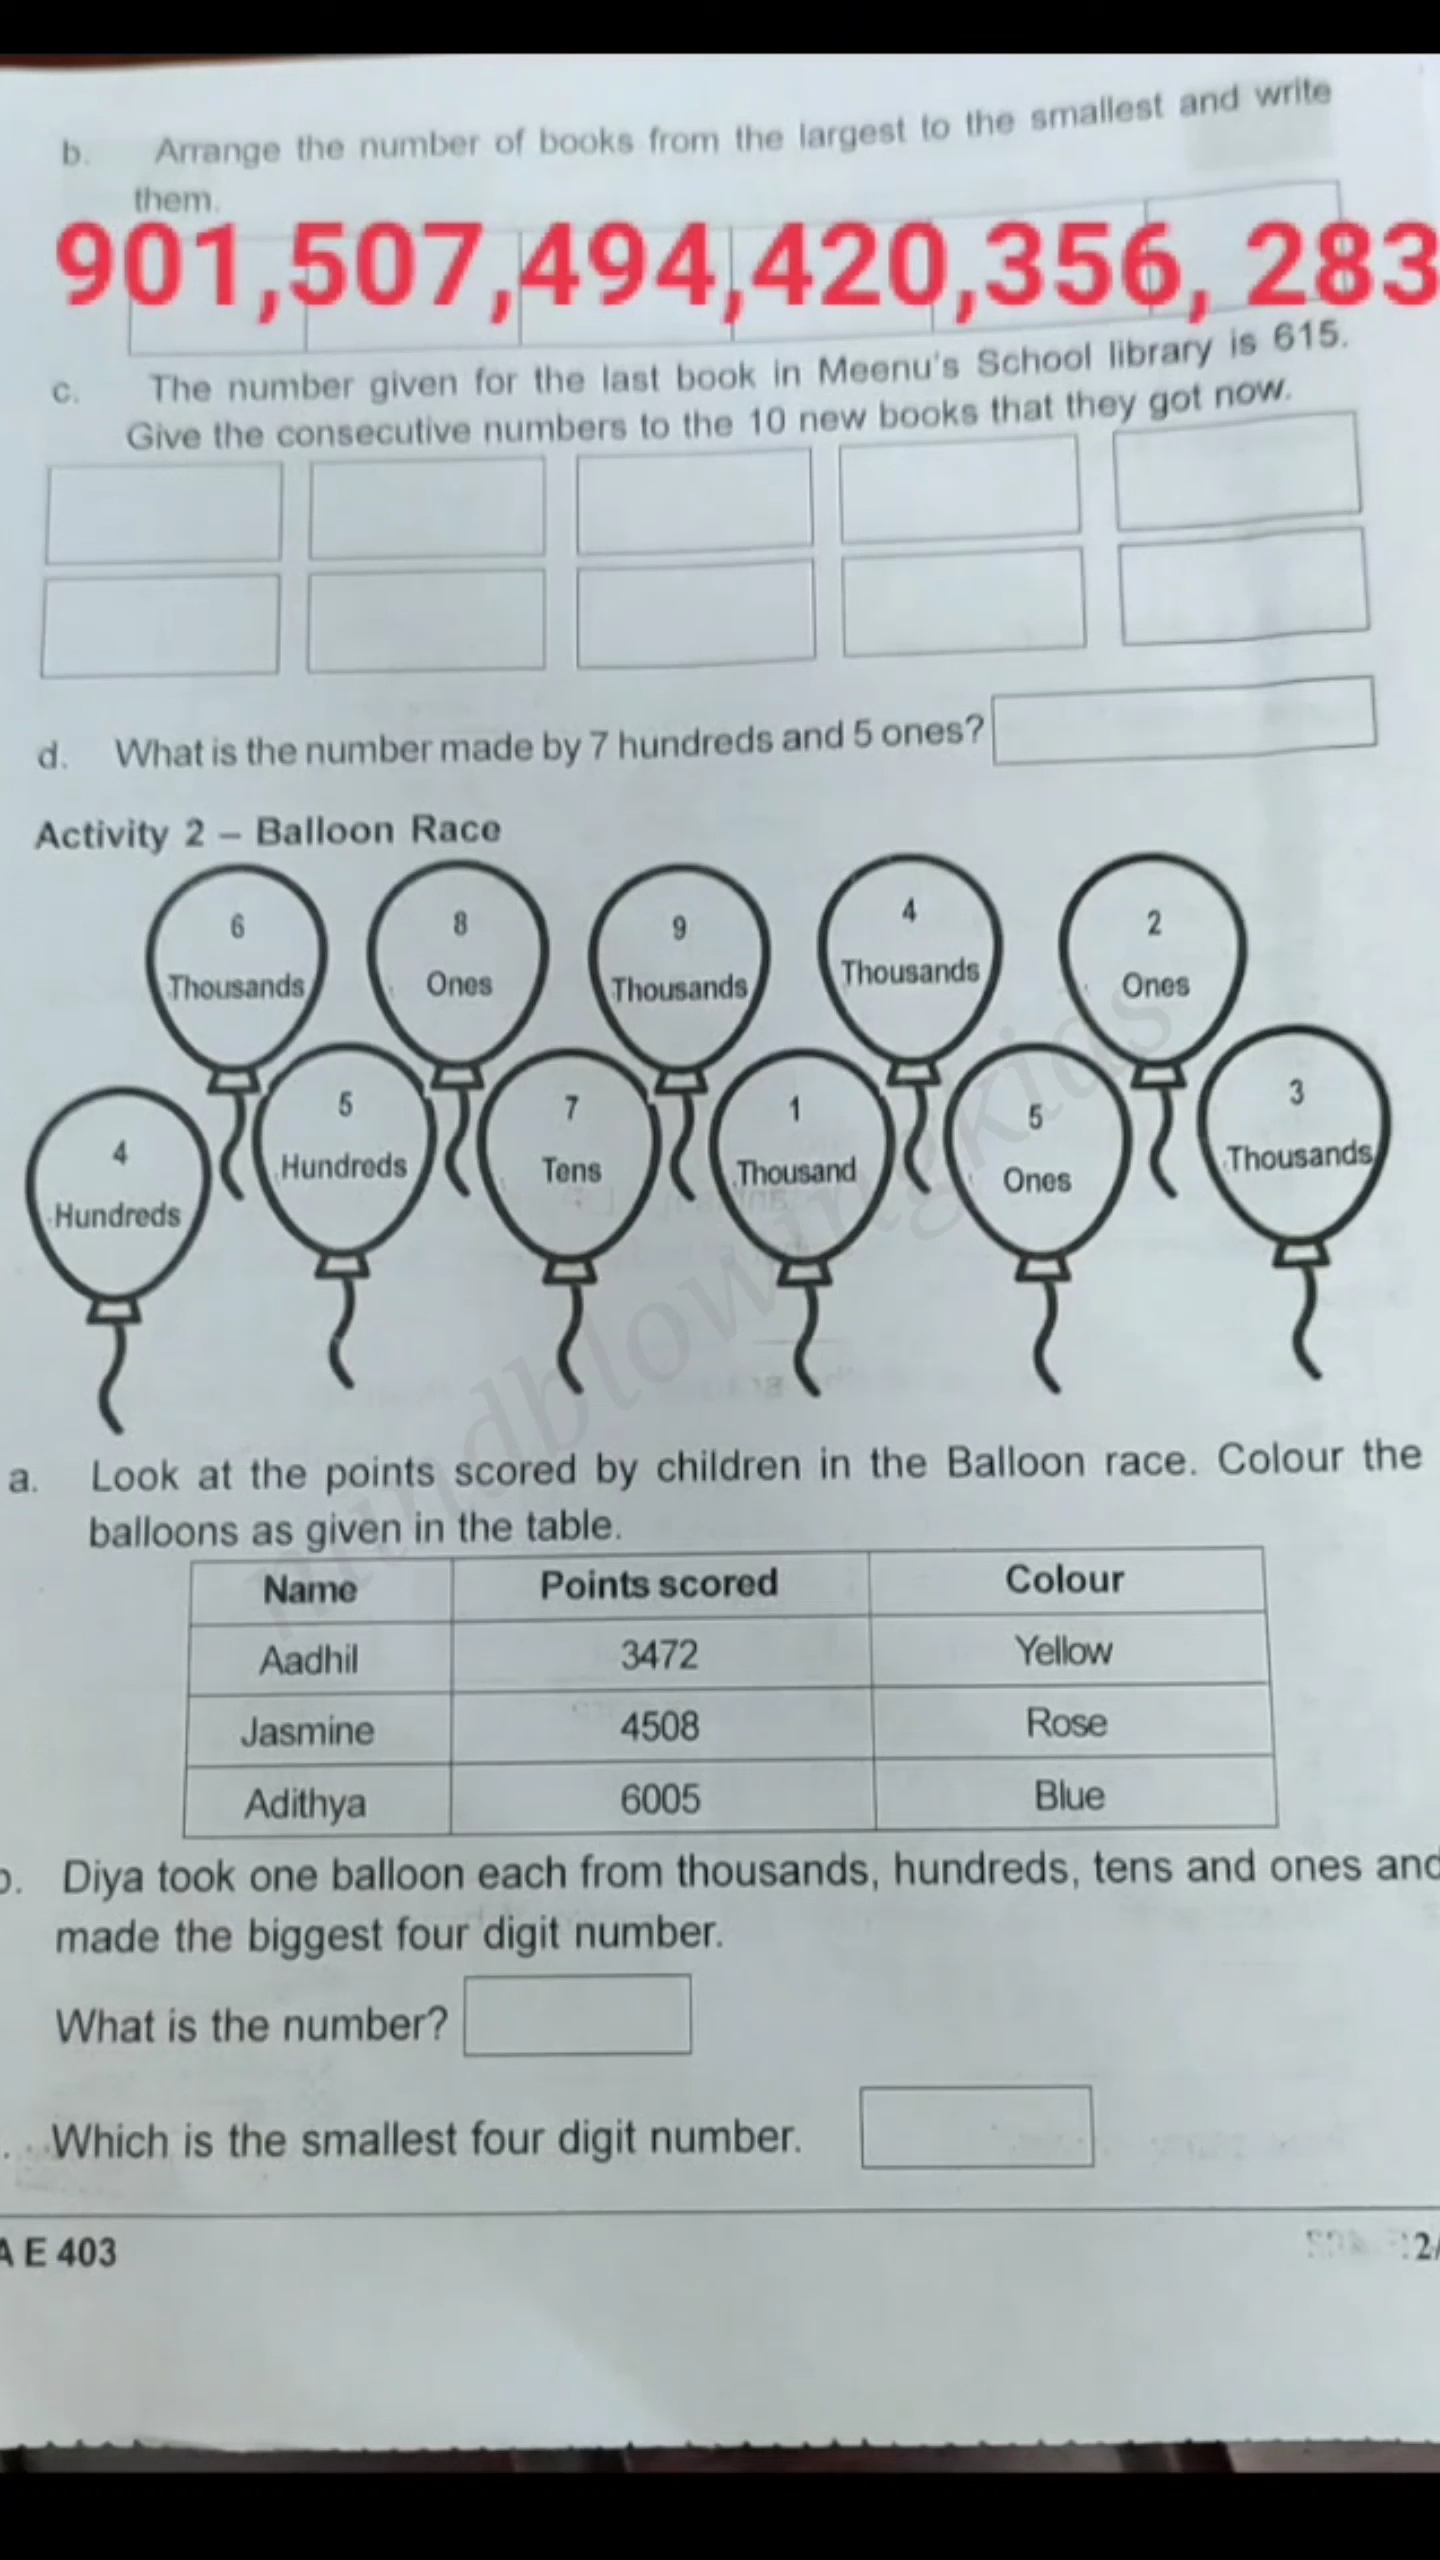 b. Arrange the number of books from the largest to the smallest and write
them.
901,507,494,420,356, 283
c. The number given for the last book in Meenu's School library is 615.
Give the consecutive numbers to the 10 new books that they got now.
d. What is the number made by 7 hundreds and 5 ones?
Activity 2 – Balloon Race
6 Thousands
8 Ones
9 Thousands
4 Thousands
2 Ones
4 Hundreds
5 Hundreds
7 Tens
1 Thousand
5 Ones
3 Thousands
mindblowingkids
a. Look at the points scored by children in the Balloon race. Colour the
balloons as given in the table.
Name Points scored Colour
Aadhil 3472 Yellow
Jasmine 4508 Rose
Adithya 6005 Blue
b. Diya took one balloon each from thousands, hundreds, tens and ones and
made the biggest four digit number.
What is the number?
Which is the smallest four digit number.
A E 403